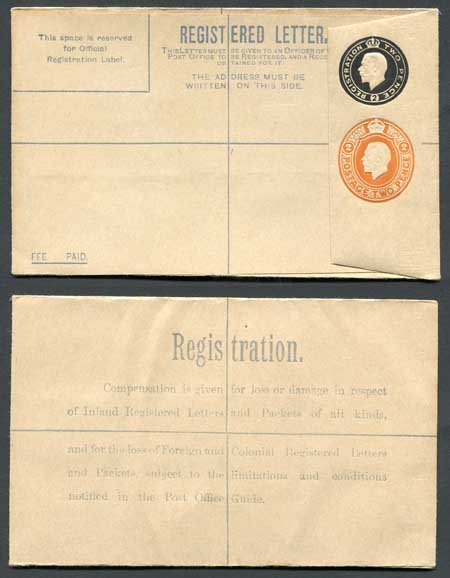 This space is reserved
for Official
Registration Label.
REGISTERED LETTER.
THIS LETTER MUST BE GIVEN TO AN OFFICER OF
POST OFFICE TO BE REGISTERED, AND A RECE
TAINED FOR IT.
THE ADDRESS MUST BE
WRITTEN ON THIS SIDE.
REGISTRATION TWO PENCE
2
POSTAGE TWO PENCE
FEE PAID.
Registration.
Compensation is given for loss or damage in respect
of Inland Registered Letters and Packets of all kinds,
and for the loss of Foreign and Colonial Registered Letters
and Packets, subject to the limitations and conditions
notified in the Post Office Guide.